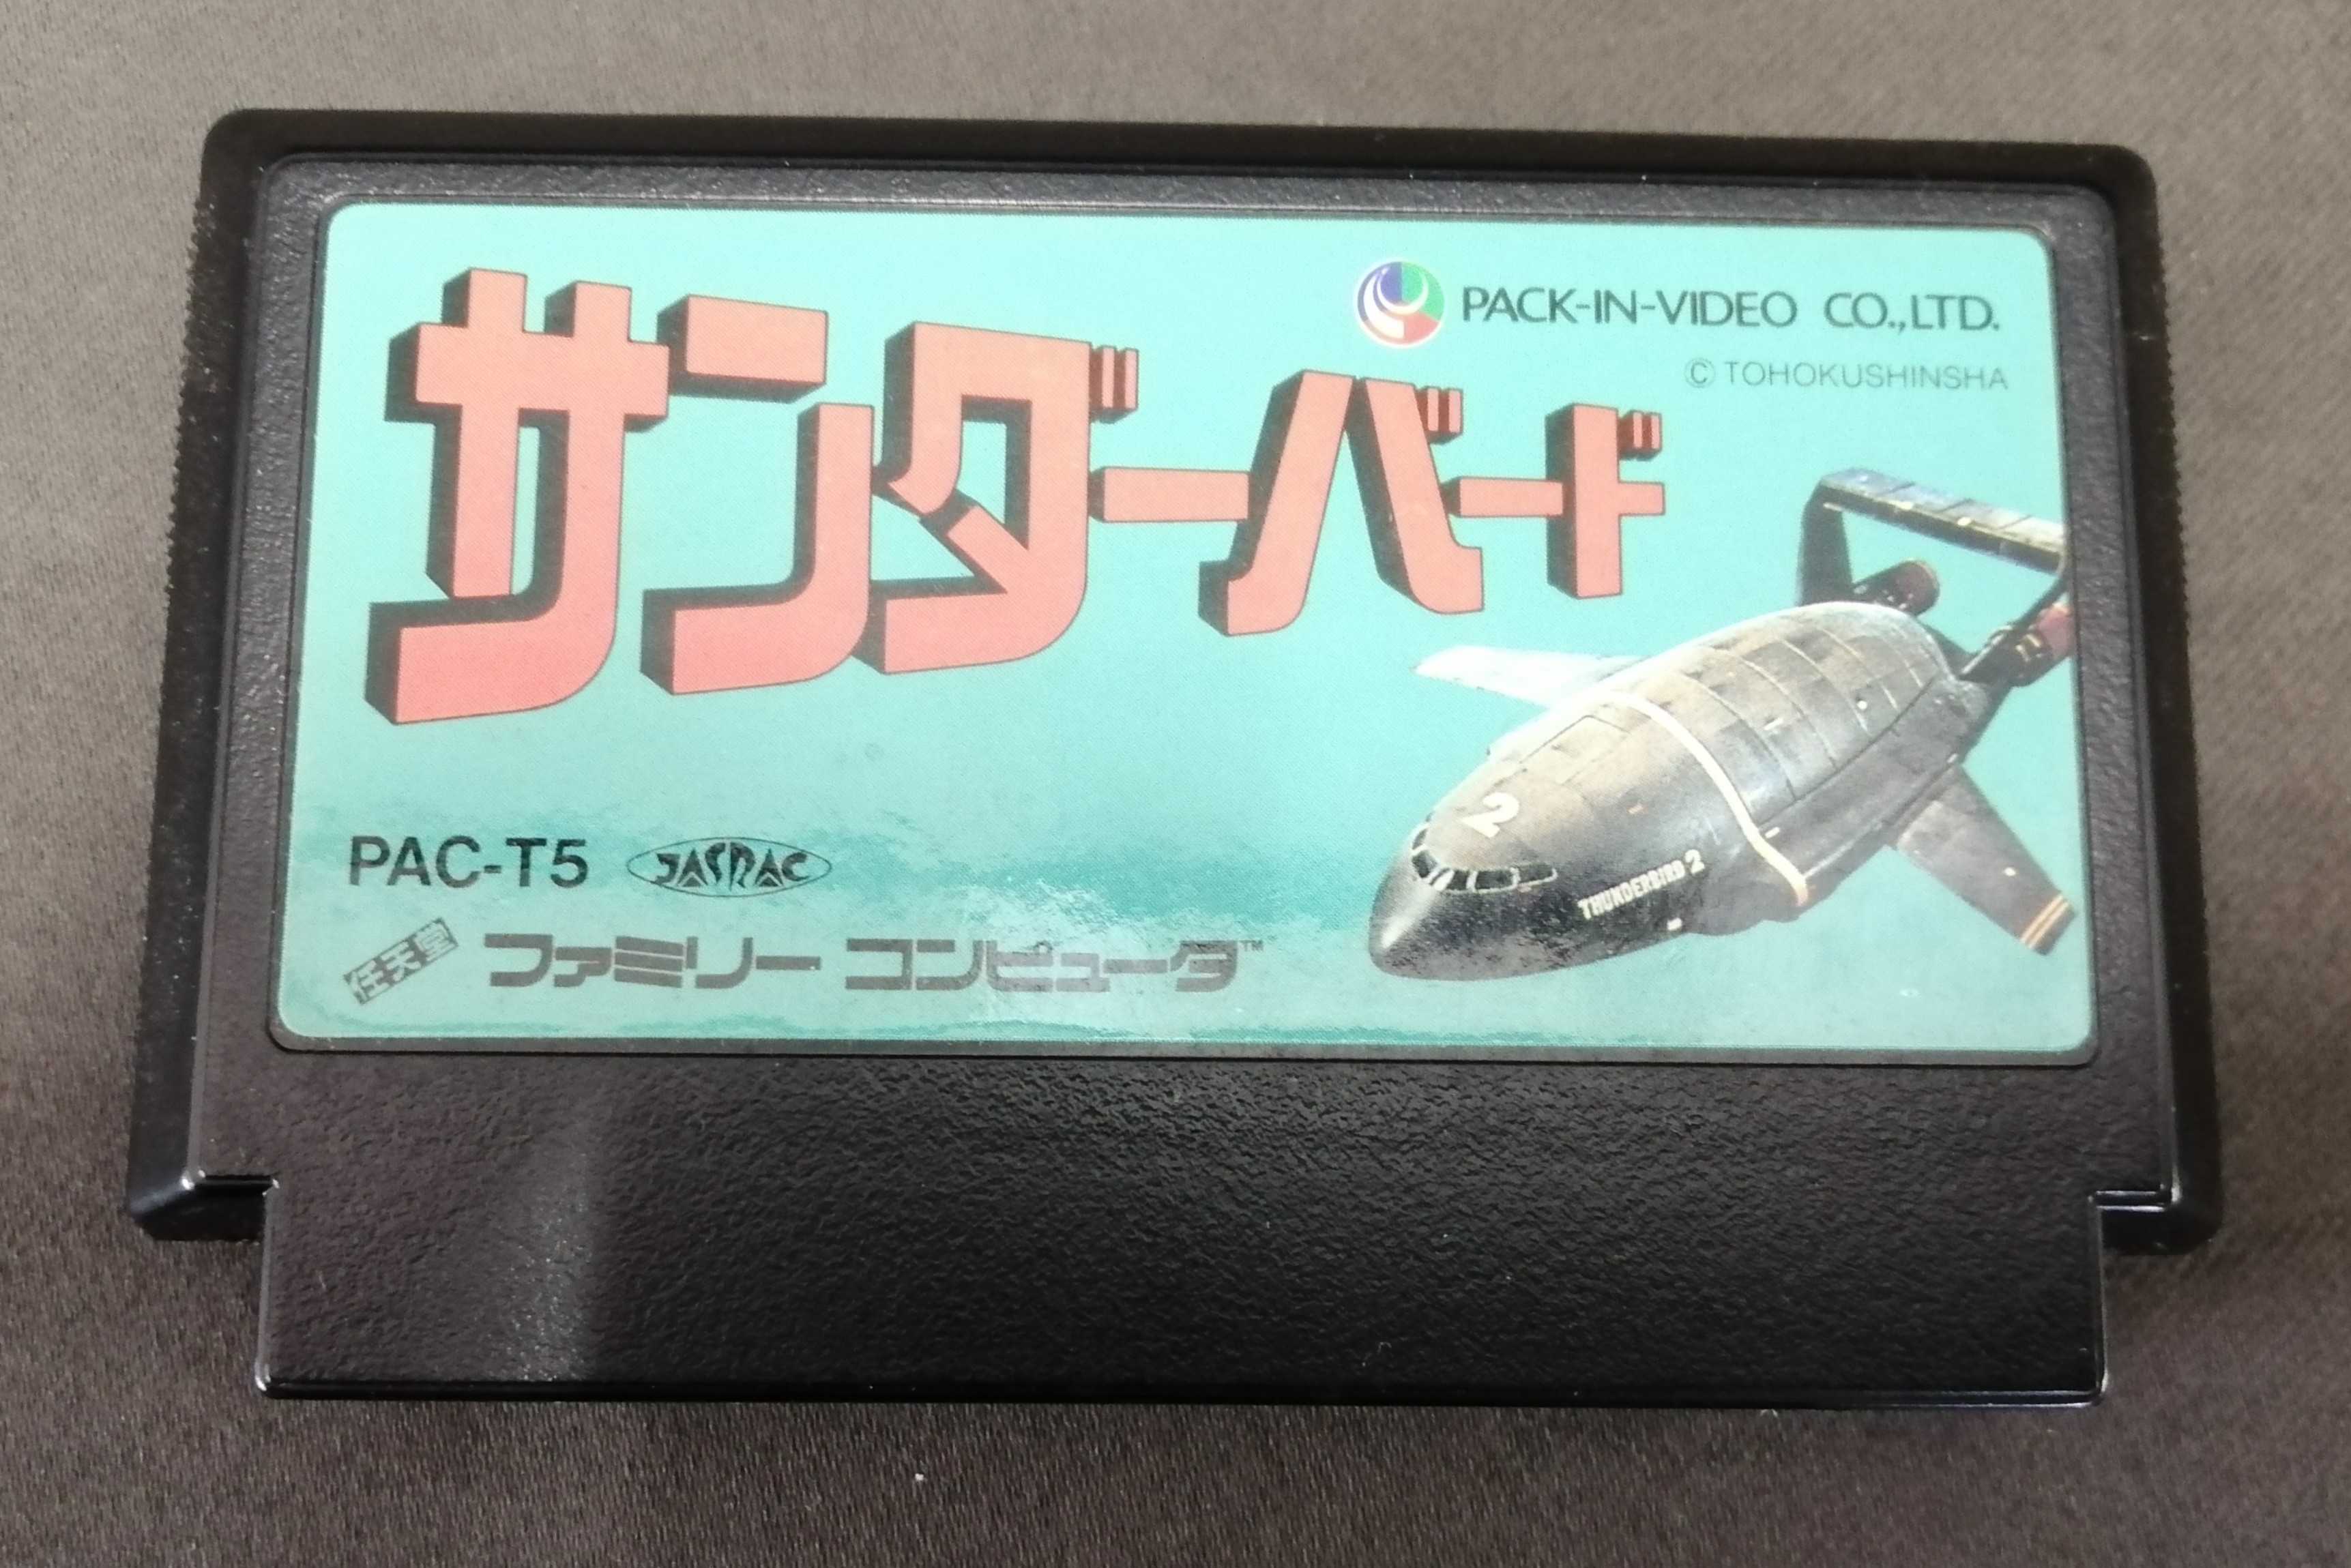 サンダーバード
PACK-IN-VIDEO CO.,LTD.
© TOHOKUSHINSHA
2
THUNDERBIRD 2
PAC-T5 JASRAC
任天堂 ファミリー コンピュータ™